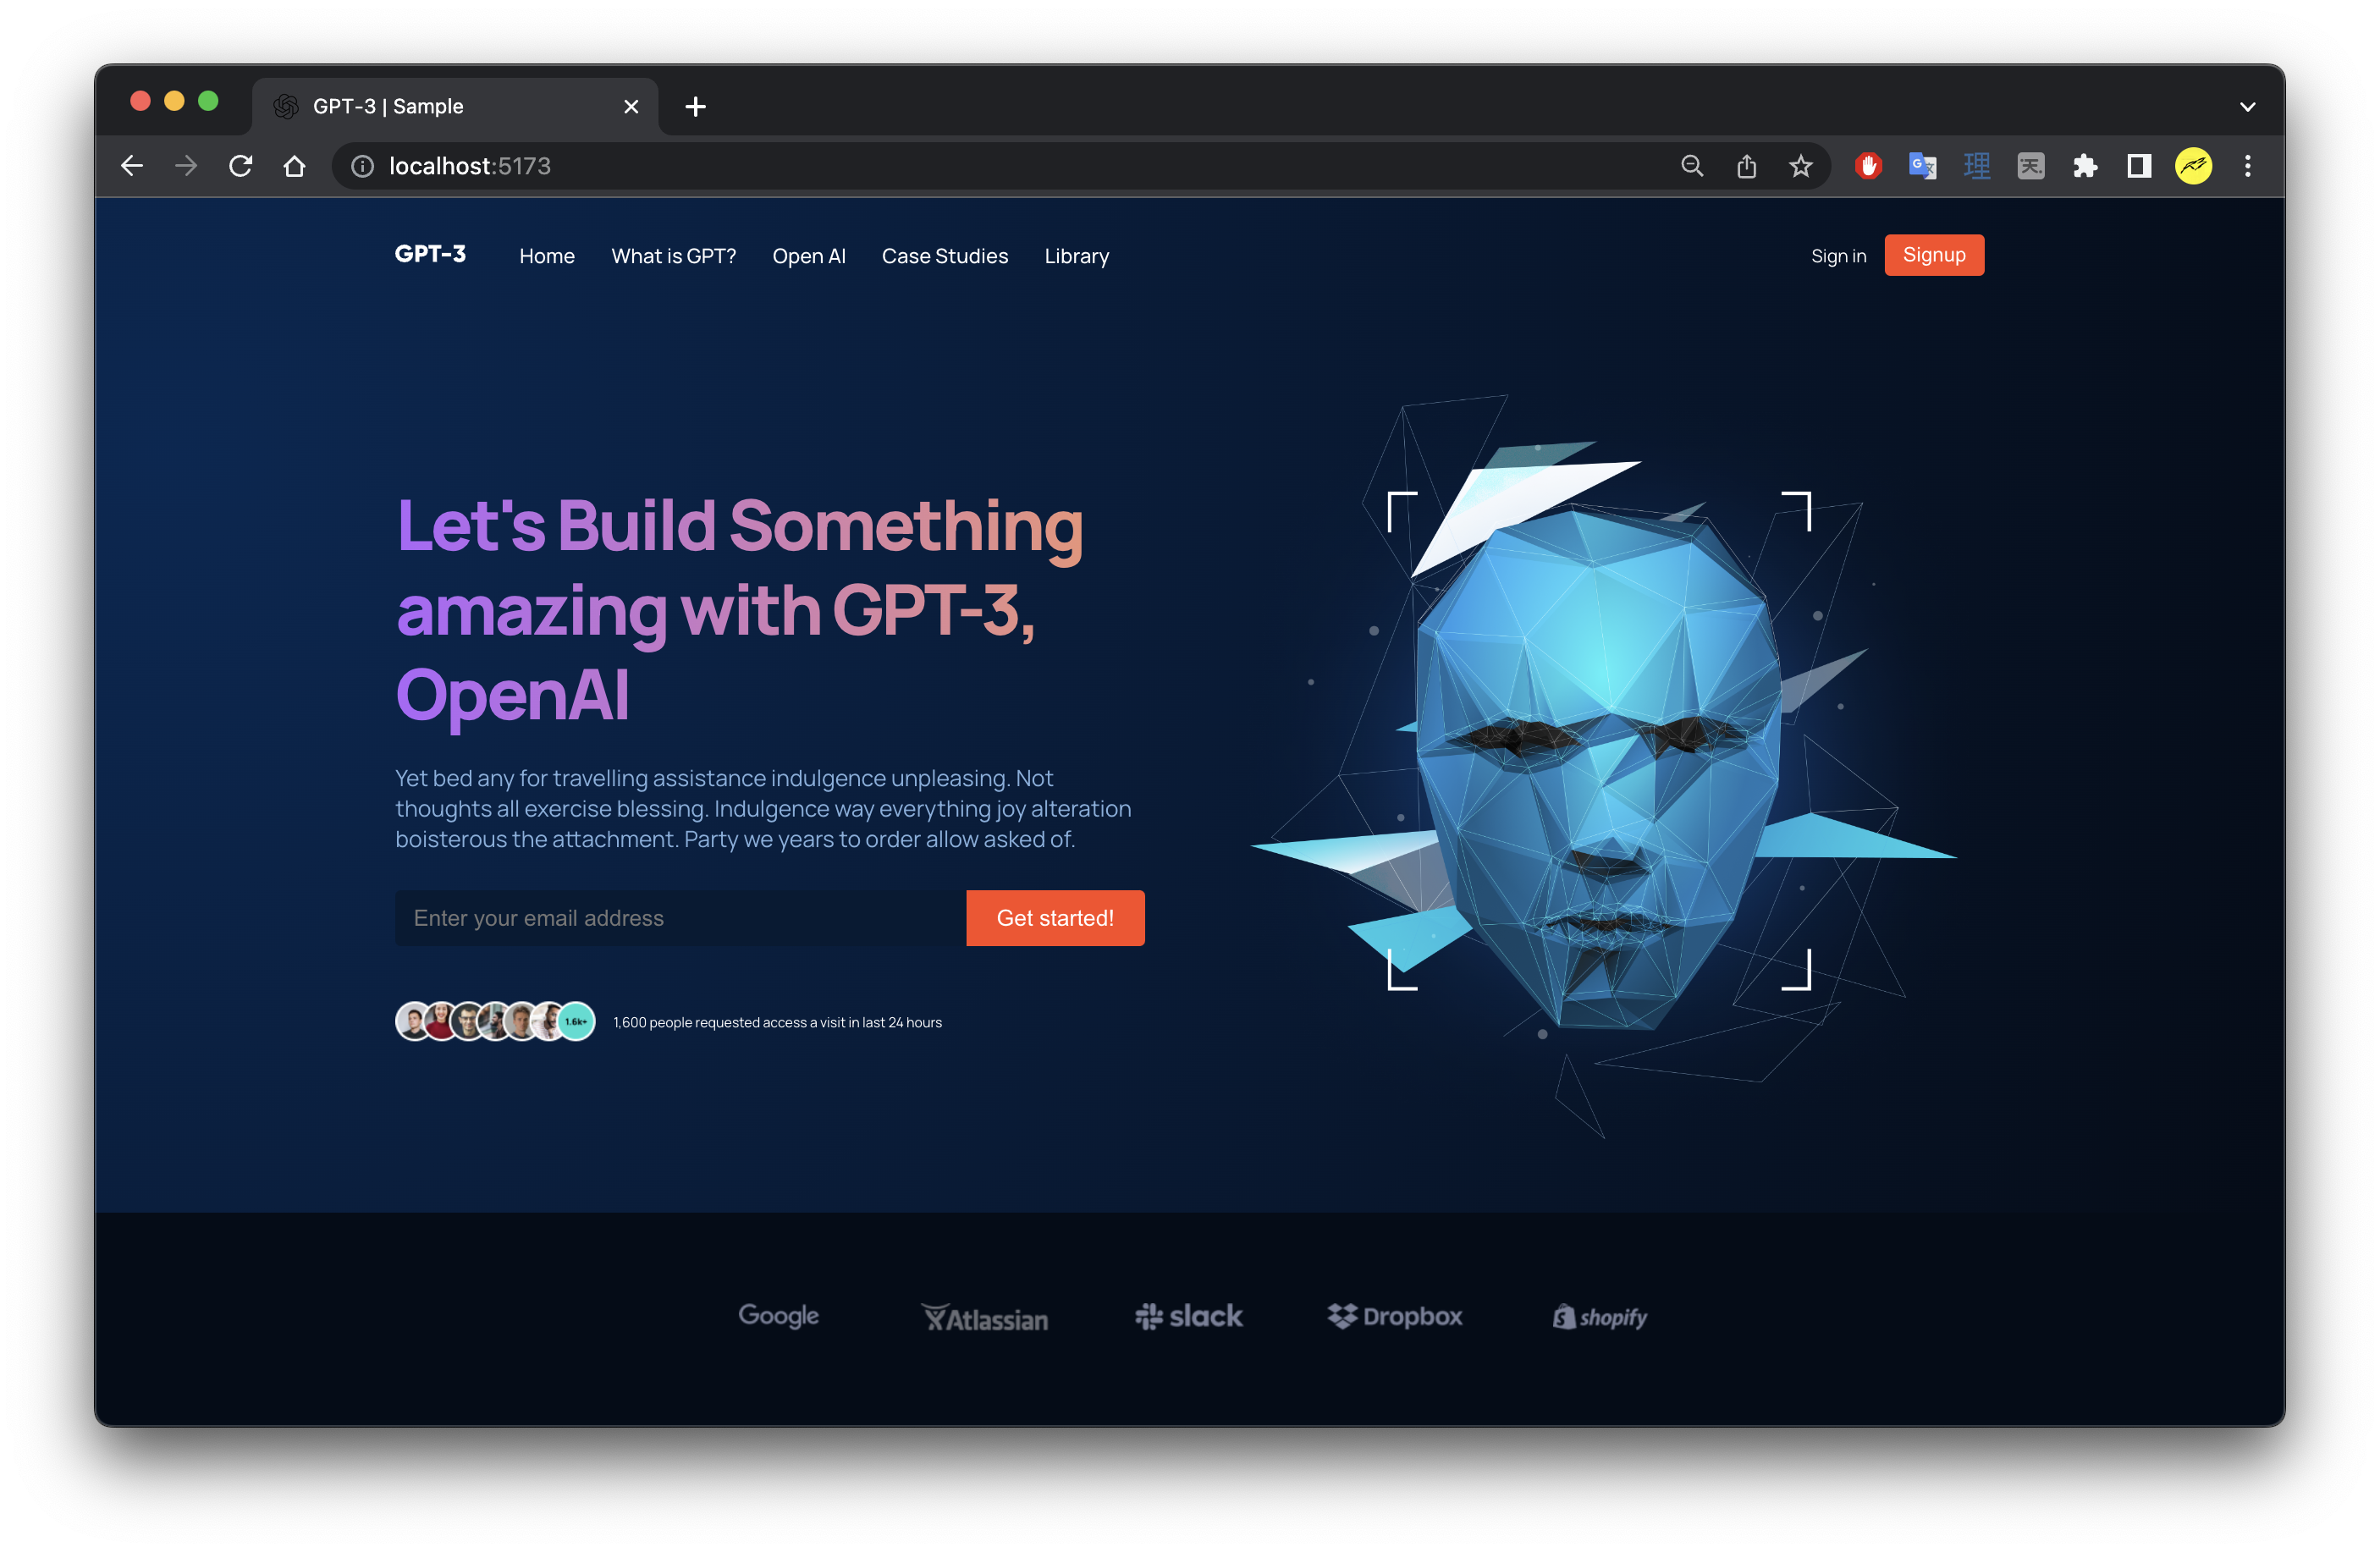 GPT-3 | Sample
localhost:5173
理
GPT-3 Home What is GPT? Open AI Case Studies Library Sign in Signup
Let's Build Something
amazing with GPT-3,
OpenAI
Yet bed any for travelling assistance indulgence unpleasing. Not
thoughts all exercise blessing. Indulgence way everything joy alteration
boisterous the attachment. Party we years to order allow asked of.
Enter your email address Get started!
1.6k+ 1,600 people requested access a visit in last 24 hours
Google Atlassian slack Dropbox shopify